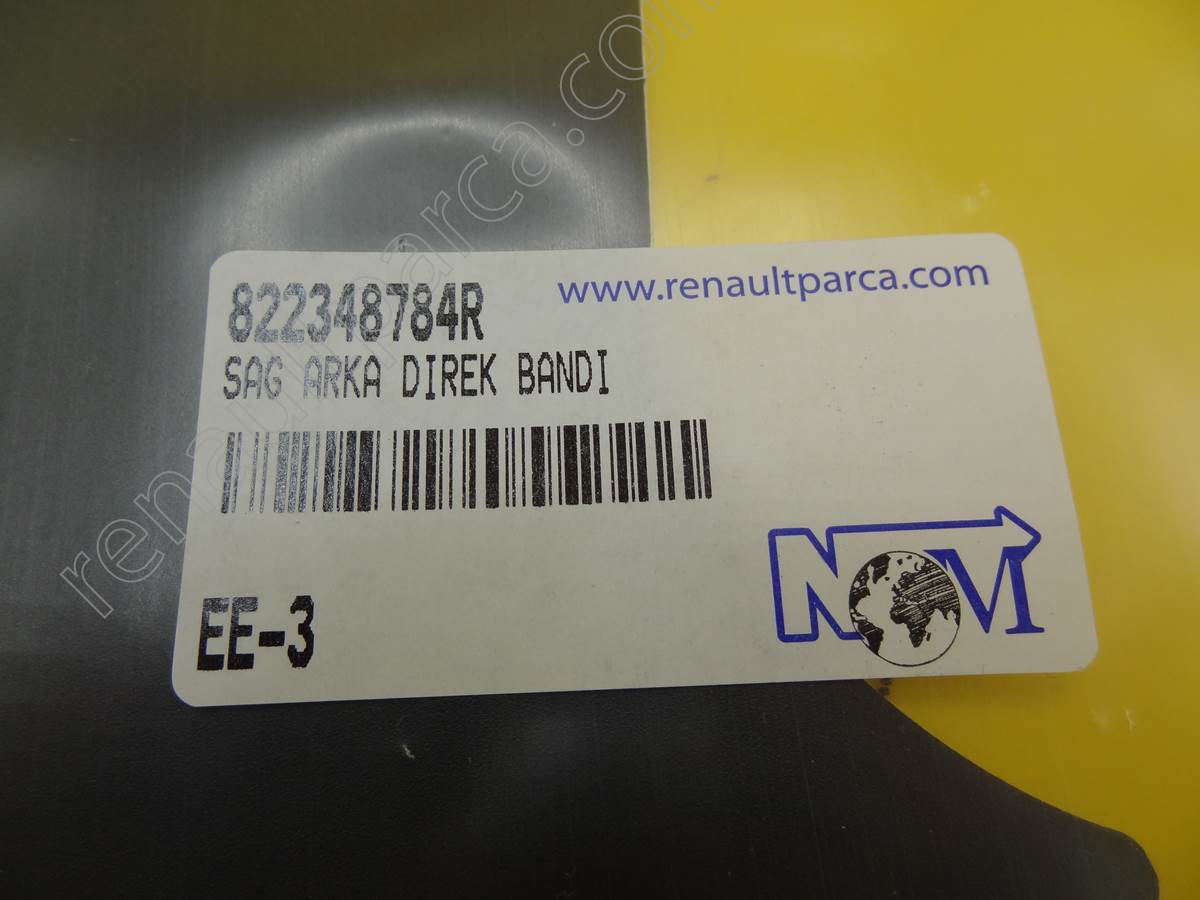 renaultparca.com
www.renaultparca.com
822348784R
SAG ARKA DIREK BANDI
EE-3
NOM